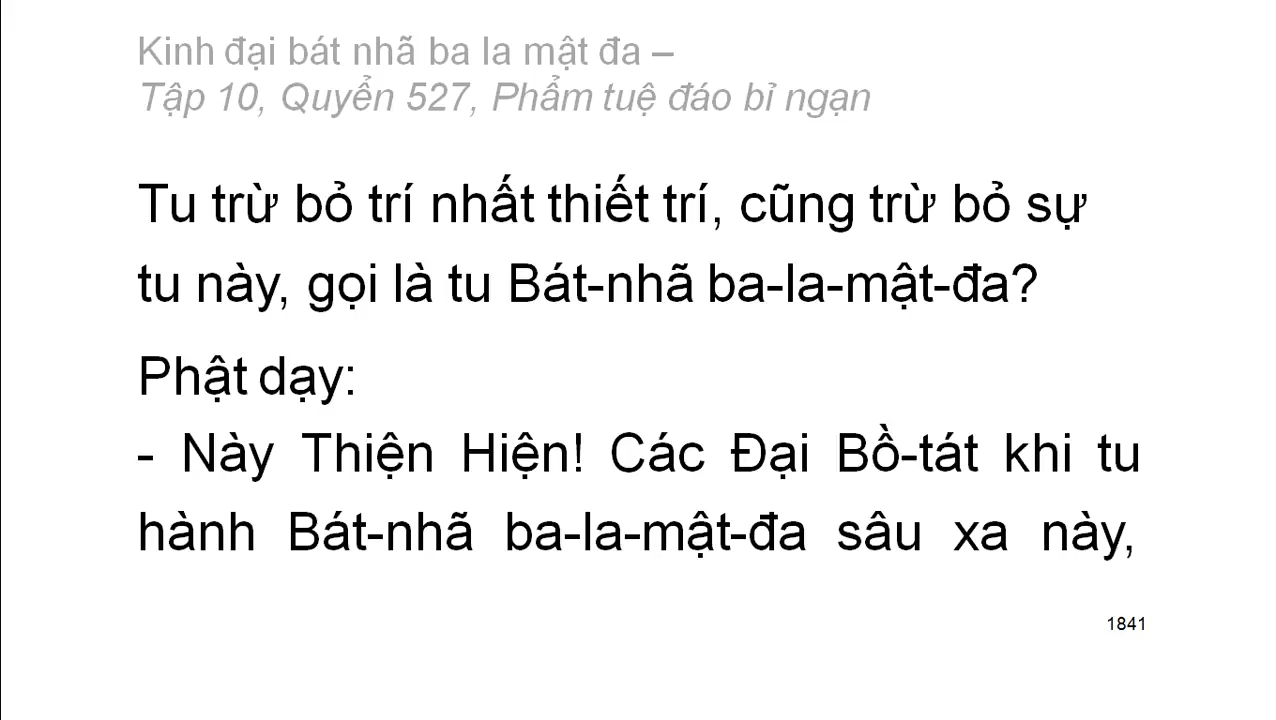 Kinh đại bát nhã ba la mật đa –
Tập 10, Quyển 527, Phẩm tuệ đáo bỉ ngạn
Tu trừ bỏ trí nhất thiết trí, cũng trừ bỏ sự
tu này, gọi là tu Bát-nhã ba-la-mật-đa?
Phật dạy:
- Này Thiện Hiện! Các Đại Bồ-tát khi tu
hành Bát-nhã ba-la-mật-đa sâu xa này,
1841